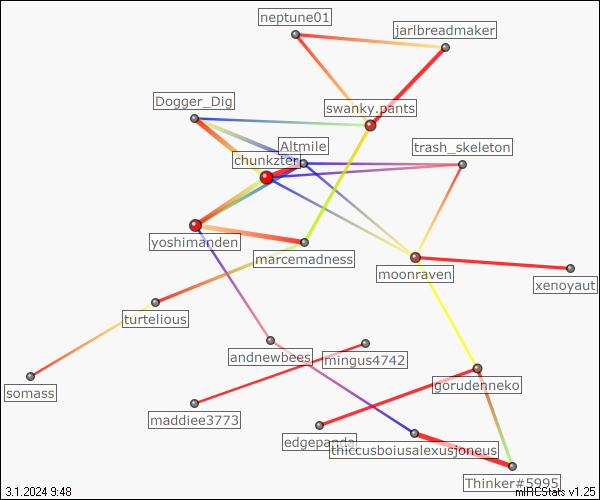 neptune01
jarlbreadmaker
Dogger_Dig
swanky.pants
Altmile
trash_skeleton
chunkzter
yoshimanden
marcemadness
moonraven
xenoyaut
turtelious
andnewbees
mingus4742
somass
gorudenneko
maddiee3773
edgepanda
thiccusboiusalexusjoneus
Thinker#5995
3.1.2024 9:48
mIRCStats v1.25